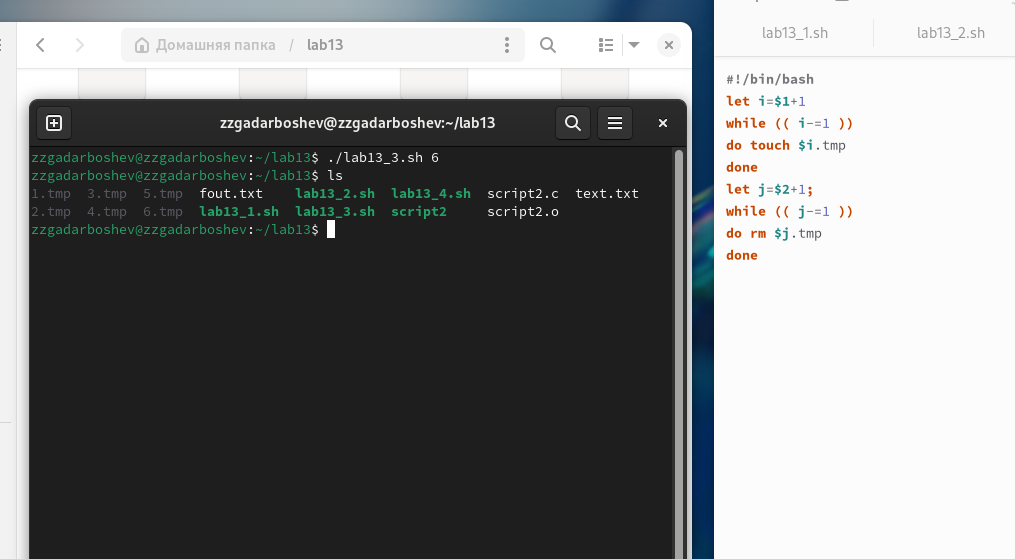 Домашняя папка / lab13
zzgadarboshev@zzgadarboshev:~/lab13
zzgadarboshev@zzgadarboshev:~/lab13$ ./lab13_3.sh 6
zzgadarboshev@zzgadarboshev:~/lab13$ ls
1.tmp 3.tmp 5.tmp fout.txt lab13_2.sh lab13_4.sh script2.c text.txt
2.tmp 4.tmp 6.tmp lab13_1.sh lab13_3.sh script2 script2.o
zzgadarboshev@zzgadarboshev:~/lab13$
lab13_1.sh lab13_2.sh
#!/bin/bash
let i=$1+1
while (( i-=1 ))
do touch $i.tmp
done
let j=$2+1;
while (( j-=1 ))
do rm $j.tmp
done